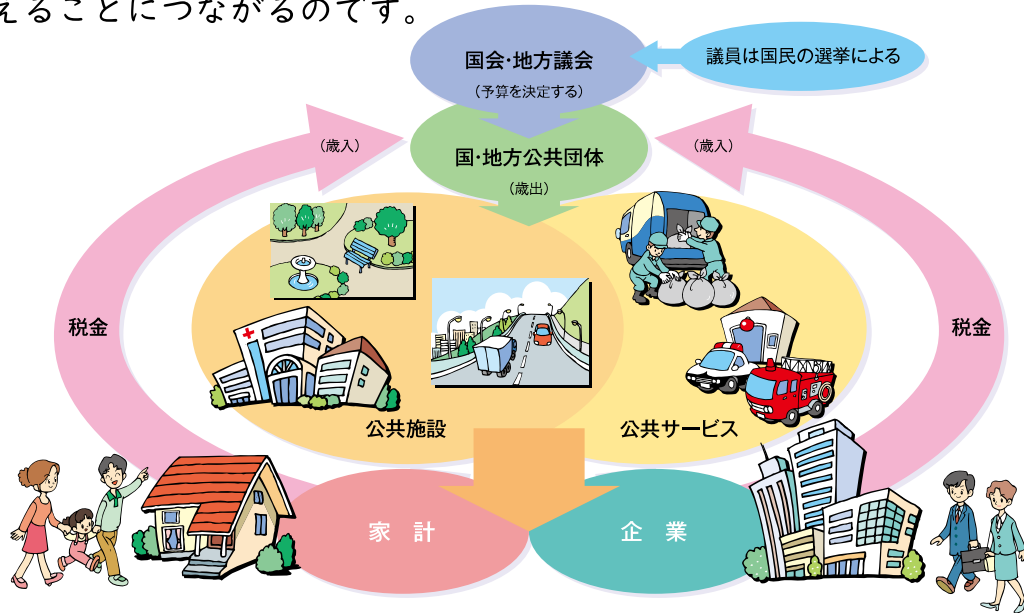 えることにつながるのです。
国会・地方議会
(予算を決定する)
議員は国民の選挙による
(歳入)
国・地方公共団体
(歳出)
(歳入)
税金
税金
公共施設
公共サービス
家 計
企 業